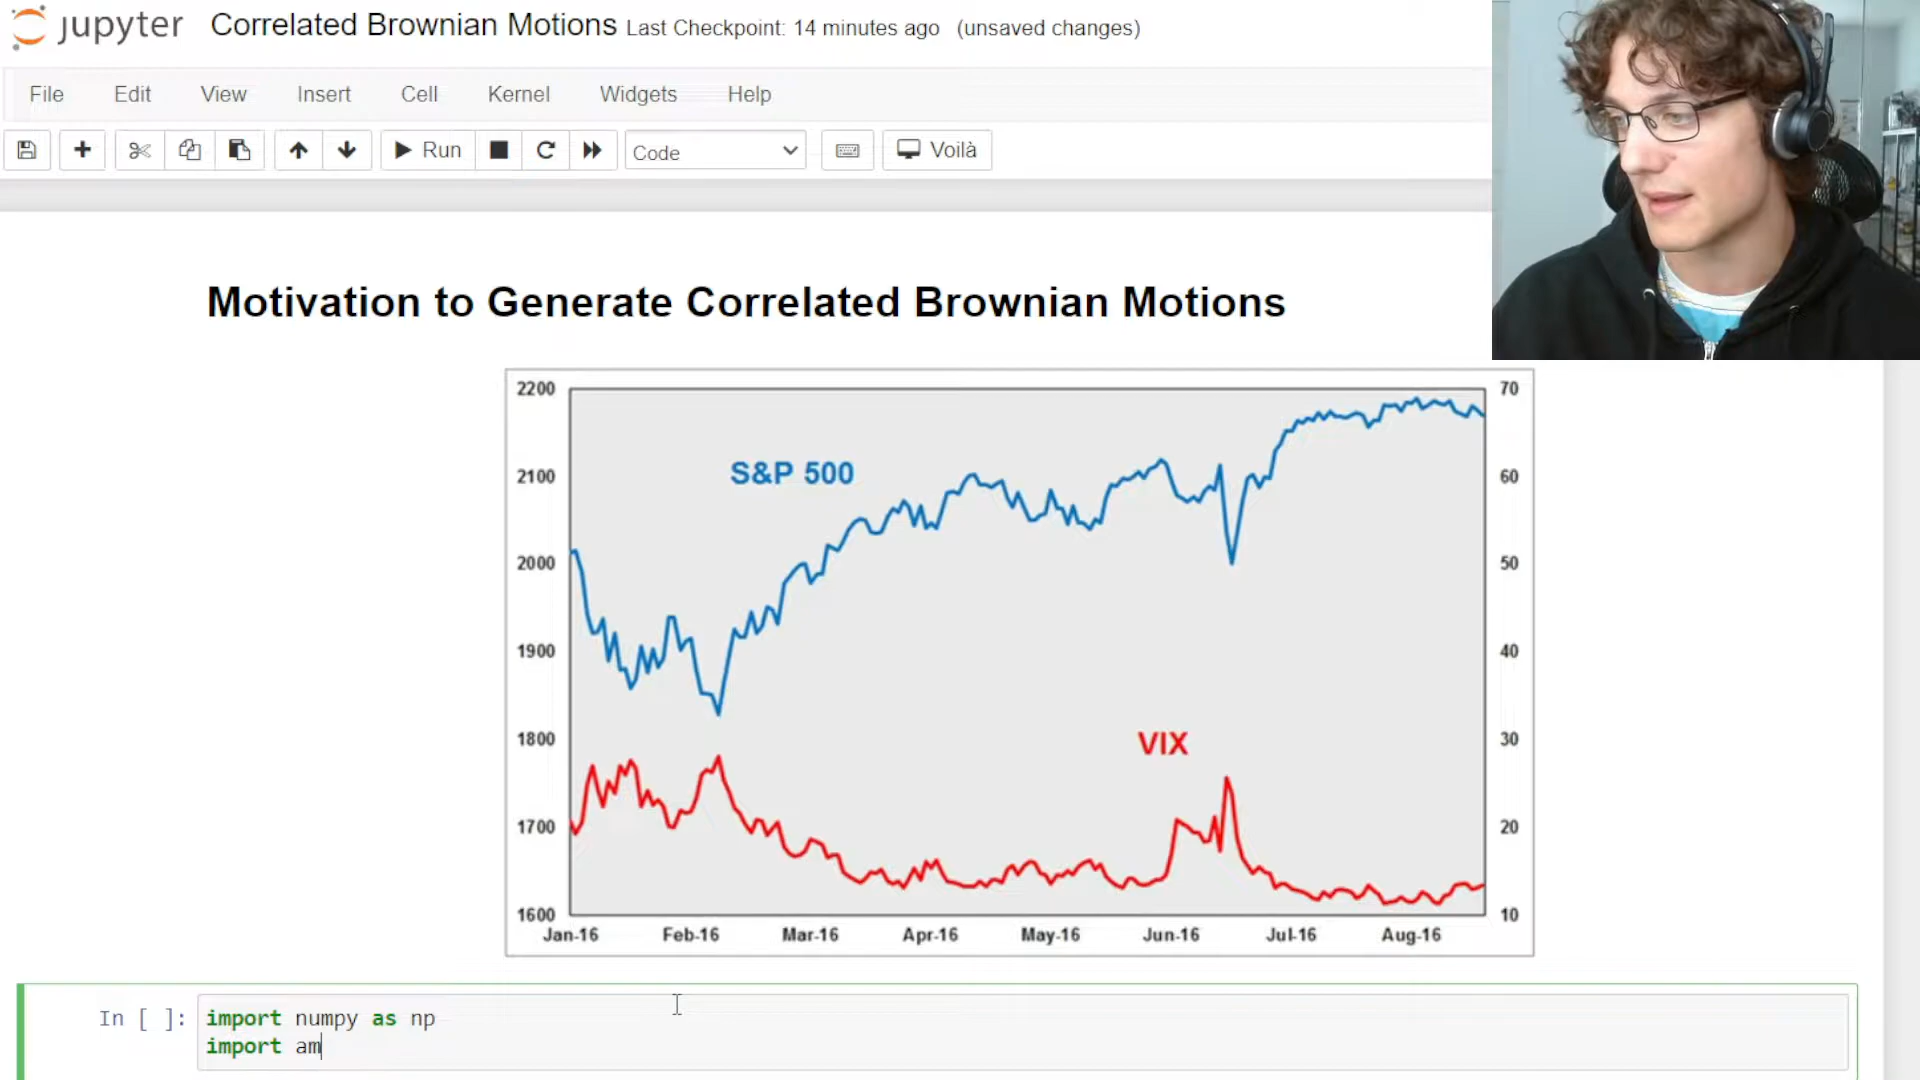 jupyter Correlated Brownian Motions Last Checkpoint: 14 minutes ago (unsaved changes)
File Edit View Insert Cell Kernel Widgets Help
Run Code Voilà
Motivation to Generate Correlated Brownian Motions
2200 70
S&P 500
2100 60
2000 50
1900 40
1800 30
VIX
1700 20
1600 10
Jan-16 Feb-16 Mar-16 Apr-16 May-16 Jun-16 Jul-16 Aug-16
In [ ]: import numpy as np
import am